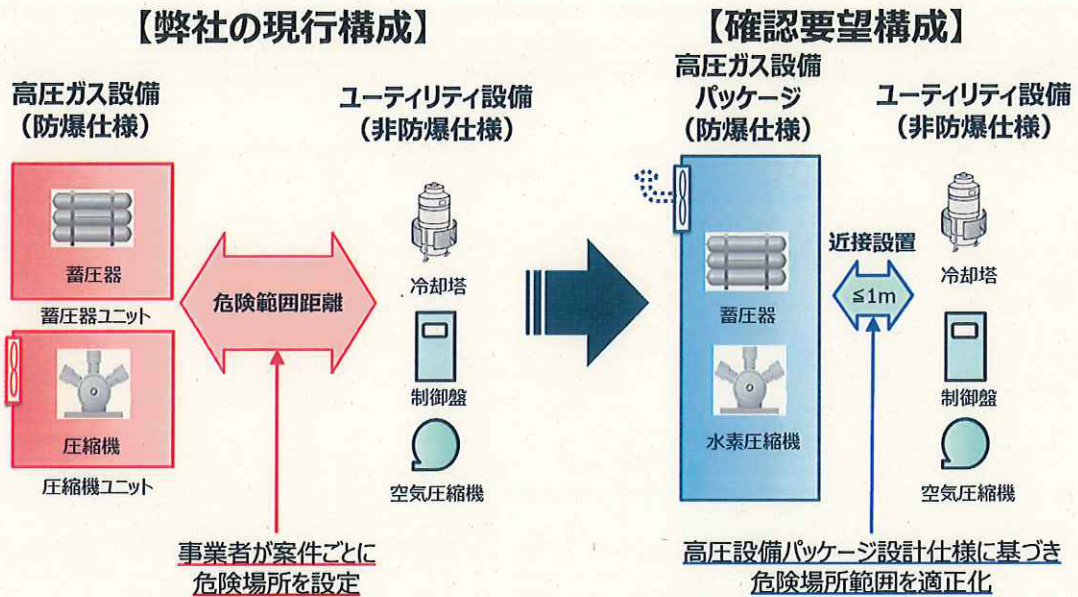 【弊社の現行構成】
高圧ガス設備
（防爆仕様）
ユーティリティ設備
（非防爆仕様）
蓄圧器
蓄圧器ユニット
圧縮機
圧縮機ユニット
危険範囲距離
冷却塔
制御盤
空気圧縮機
事業者が案件ごとに
危険場所を設定
【確認要望構成】
高圧ガス設備
パッケージ
（防爆仕様）
ユーティリティ設備
（非防爆仕様）
蓄圧器
水素圧縮機
近接設置
≦1m
冷却塔
制御盤
空気圧縮機
高圧設備パッケージ設計仕様に基づき
危険場所範囲を適正化